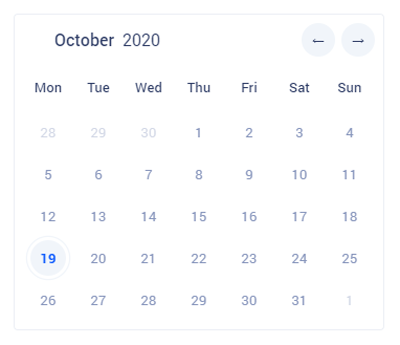 October 2020 ← →
Mon Tue Wed Thu Fri Sat Sun
28 29 30 1 2 3 4
5 6 7 8 9 10 11
12 13 14 15 16 17 18
19 20 21 22 23 24 25
26 27 28 29 30 31 1